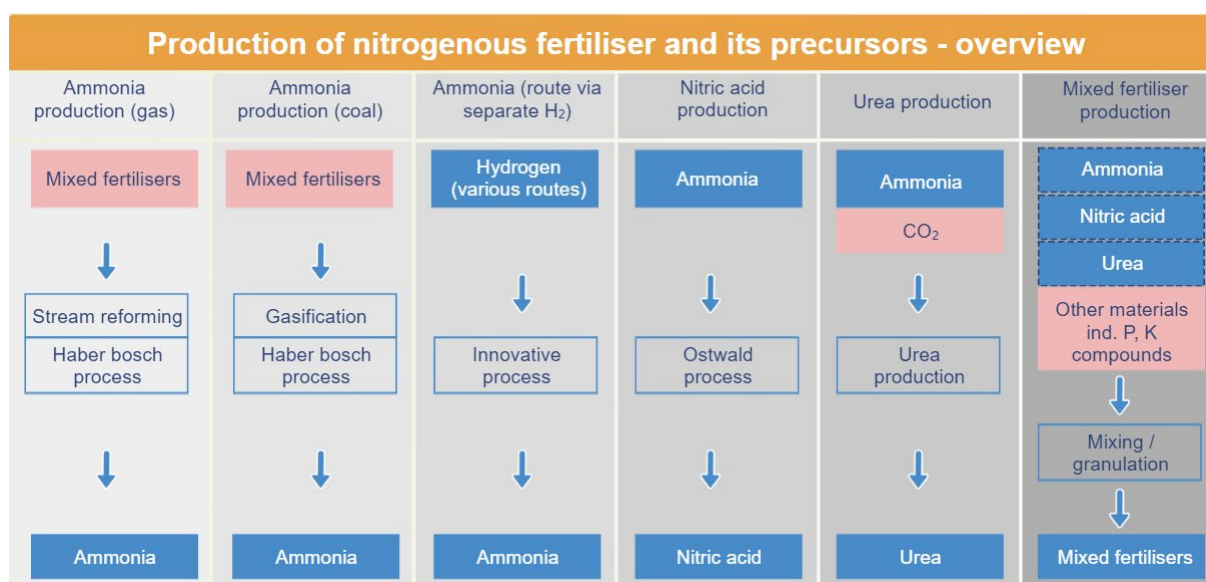 Production of nitrogenous fertiliser and its precursors - overview
Ammonia
production (gas)
Mixed fertilisers
Stream reforming
Haber bosch
process
Ammonia
Ammonia
production (coal)
Mixed fertilisers
Gasification
Haber bosch
process
Ammonia
Ammonia (route via
separate H₂)
Hydrogen
(various routes)
Innovative
process
Ammonia
Nitric acid
production
Ammonia
Ostwald
process
Nitric acid
Urea production
Ammonia
CO₂
Urea
production
Urea
Mixed fertiliser
production
Ammonia
Nitric acid
Urea
Other materials
ind. P, K
compounds
Mixing /
granulation
Mixed fertilisers